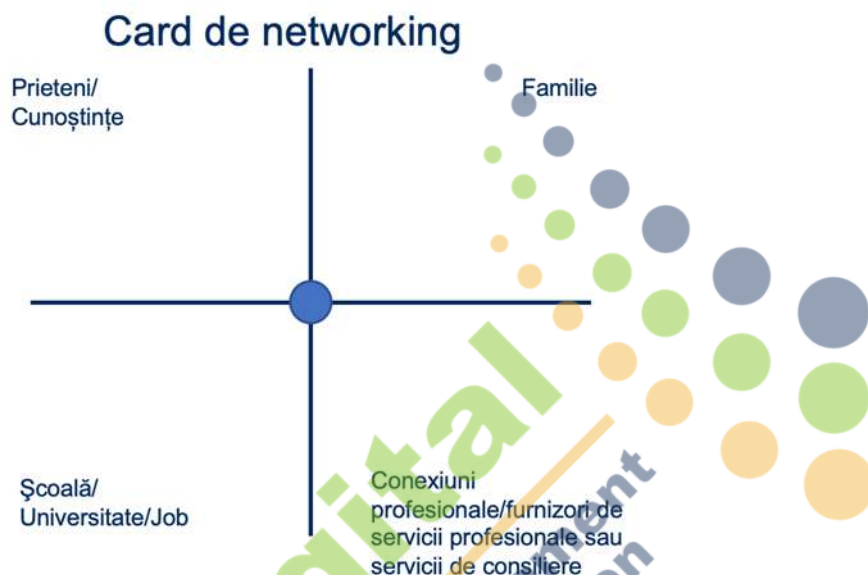 Card de networking
Prieteni/
Cunoștințe
Familie
Şcoală/
Universitate/Job
Conexiuni
profesionale/furnizori de
servicii profesionale sau
servicii de consiliere